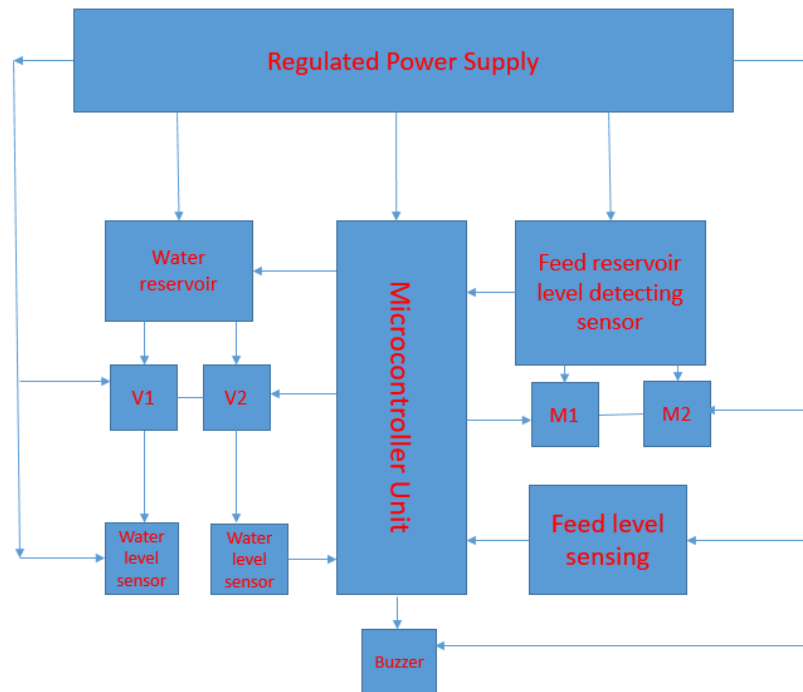 Regulated Power Supply
Water
reservoir
Microcontroller Unit
Feed reservoir
level detecting
sensor
V1
V2
M1
M2
Water
level
sensor
Water
level
sensor
Feed level
sensing
Buzzer